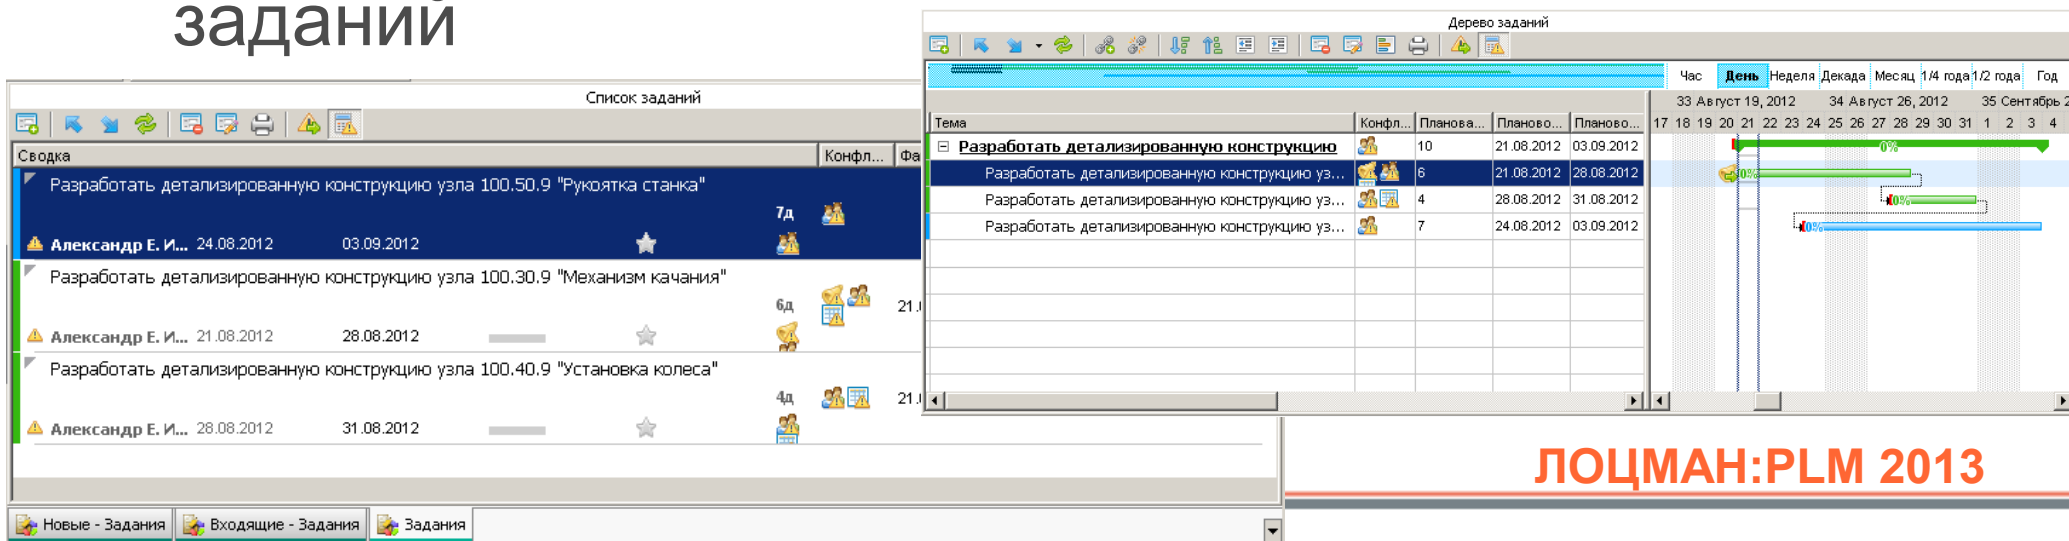 заданий
Список заданий
Сводка Конфл... Фа
Разработать детализированную конструкцию узла 100.50.9 "Рукоятка станка"
7д
Александр Е. И... 24.08.2012 03.09.2012
Разработать детализированную конструкцию узла 100.30.9 "Механизм качания"
6д 21.
Александр Е. И... 21.08.2012 28.08.2012
Разработать детализированную конструкцию узла 100.40.9 "Установка колеса"
4д 21.
Александр Е. И... 28.08.2012 31.08.2012
Новые - Задания Входящие - Задания Задания
Дерево заданий
Час День Неделя Декада Месяц 1/4 года 1/2 года Год
33 Август 19, 2012 34 Август 26, 2012 35 Сентябрь 2
Тема Конфл... Планова... Планово... Планово... 17 18 19 20 21 22 23 24 25 26 27 28 29 30 31 1 2 3 4
Разработать детализированную конструкцию 10 21.08.2012 03.09.2012 0%
Разработать детализированную конструкцию уз... 6 21.08.2012 28.08.2012 0%
Разработать детализированную конструкцию уз... 4 28.08.2012 31.08.2012 0%
Разработать детализированную конструкцию уз... 7 24.08.2012 03.09.2012 0%
ЛОЦМАН:PLM 2013